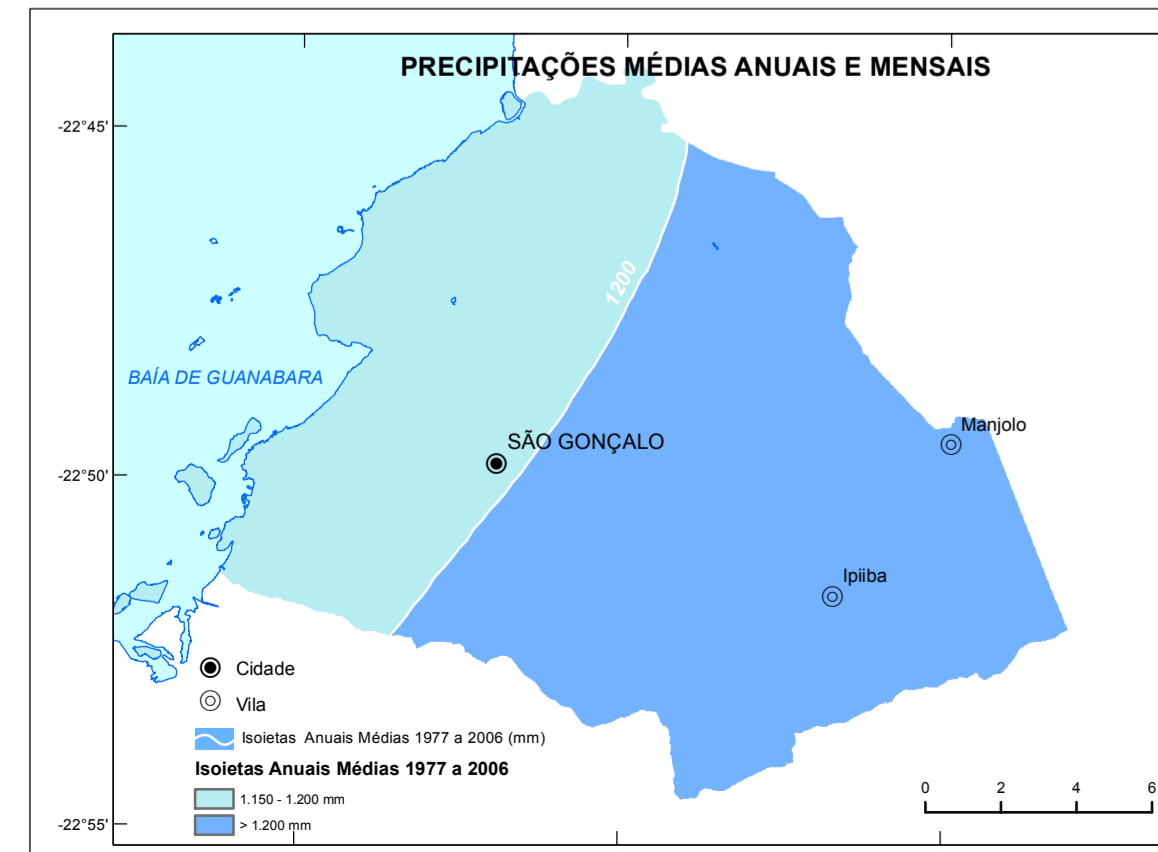 PRECIPITAÇÕES MÉDIAS ANUAIS E MENSAIS
-22°45'
1200
BAÍA DE GUANABARA
SÃO GONÇALO
Manjolo
-22°50'
Ipiiba
Cidade
Vila
Isoietas Anuais Médias 1977 a 2006 (mm)
Isoietas Anuais Médias 1977 a 2006
1.150 - 1.200 mm
> 1.200 mm
0 2 4 6
-22°55'